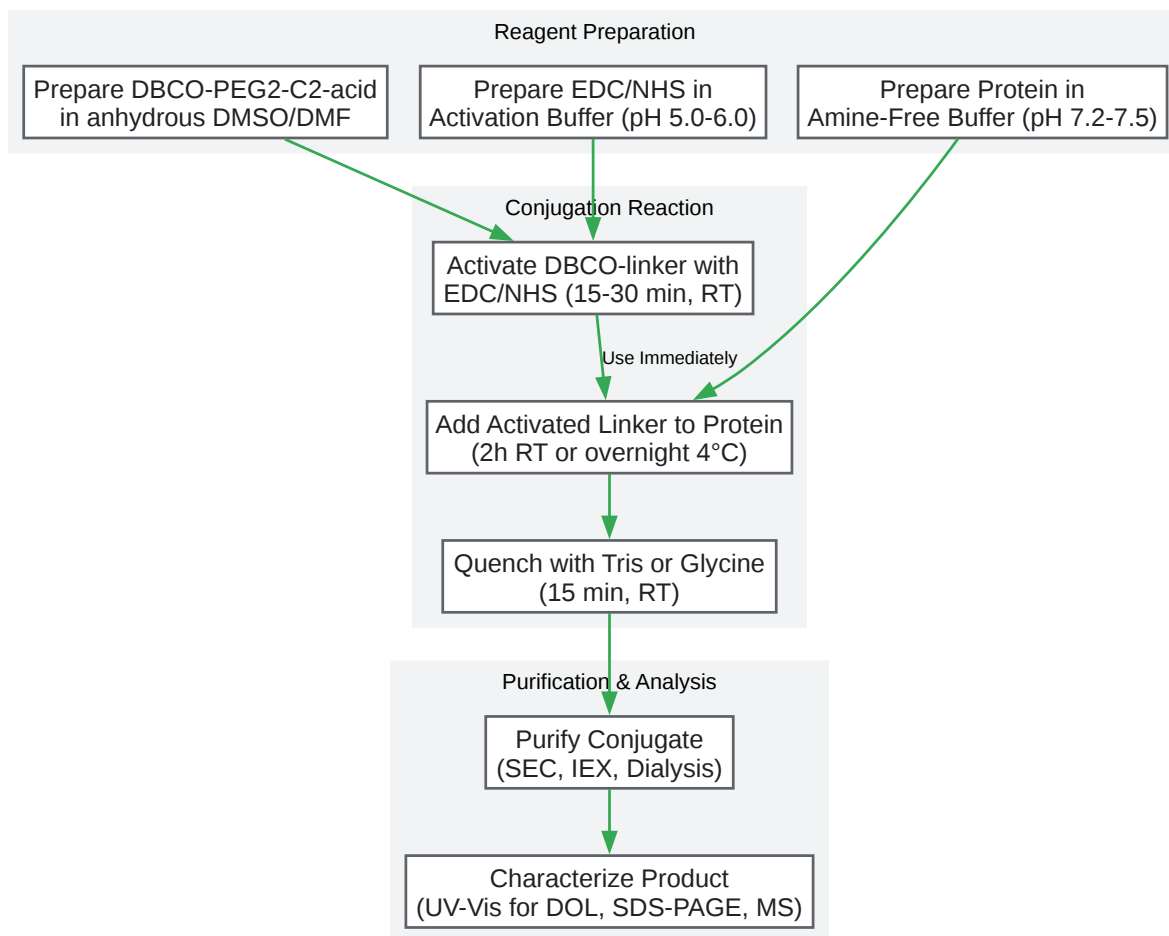 Reagent Preparation
Prepare DBCO-PEG2-C2-acid
in anhydrous DMSO/DMF
Prepare EDC/NHS in
Activation Buffer (pH 5.0-6.0)
Prepare Protein in
Amine-Free Buffer (pH 7.2-7.5)
Conjugation Reaction
Activate DBCO-linker with
EDC/NHS (15-30 min, RT)
Use Immediately
Add Activated Linker to Protein
(2h RT or overnight 4°C)
Quench with Tris or Glycine
(15 min, RT)
Purification & Analysis
Purify Conjugate
(SEC, IEX, Dialysis)
Characterize Product
(UV-Vis for DOL, SDS-PAGE, MS)